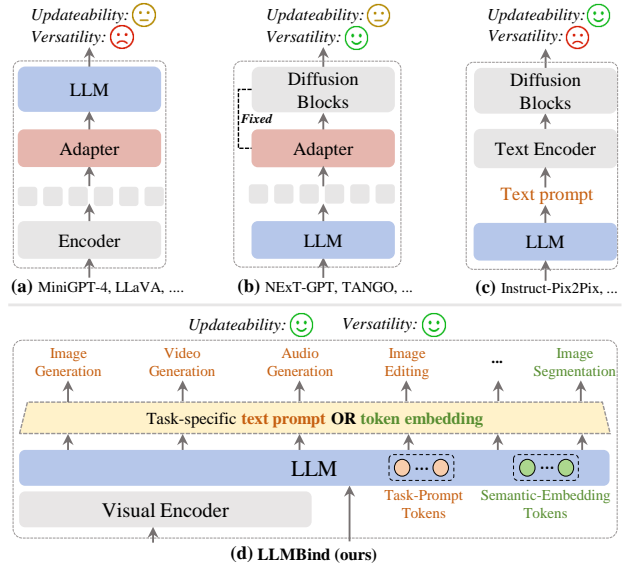 Updateability:
Versatility:
LLM
Adapter
Encoder
(a) MiniGPT-4, LLaVA, ....
Updateability:
Versatility:
Diffusion
Blocks
Fixed
Adapter
LLM
(b) NExT-GPT, TANGO, ...
Updateability:
Versatility:
Diffusion
Blocks
Text Encoder
Text prompt
LLM
(c) Instruct-Pix2Pix, ...
Updateability: Versatility:
Image
Generation
Video
Generation
Audio
Generation
Image
Editing
...
Image
Segmentation
Task-specific text prompt OR token embedding
LLM
...
...
Task-Prompt
Tokens
Semantic-Embedding
Tokens
Visual Encoder
(d) LLMBind (ours)